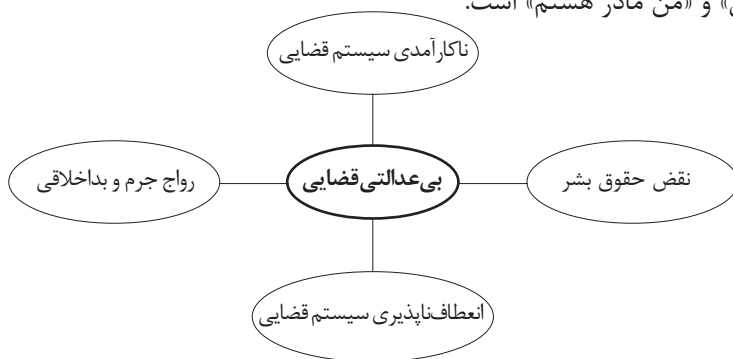 و «من مادر هستم» است.
ناکارآمدی سیستم قضایی
نقض حقوق بشر
بی‌عدالتی قضایی
رواج جرم و بداخلاقی
انعطاف‌ناپذیری سیستم قضایی